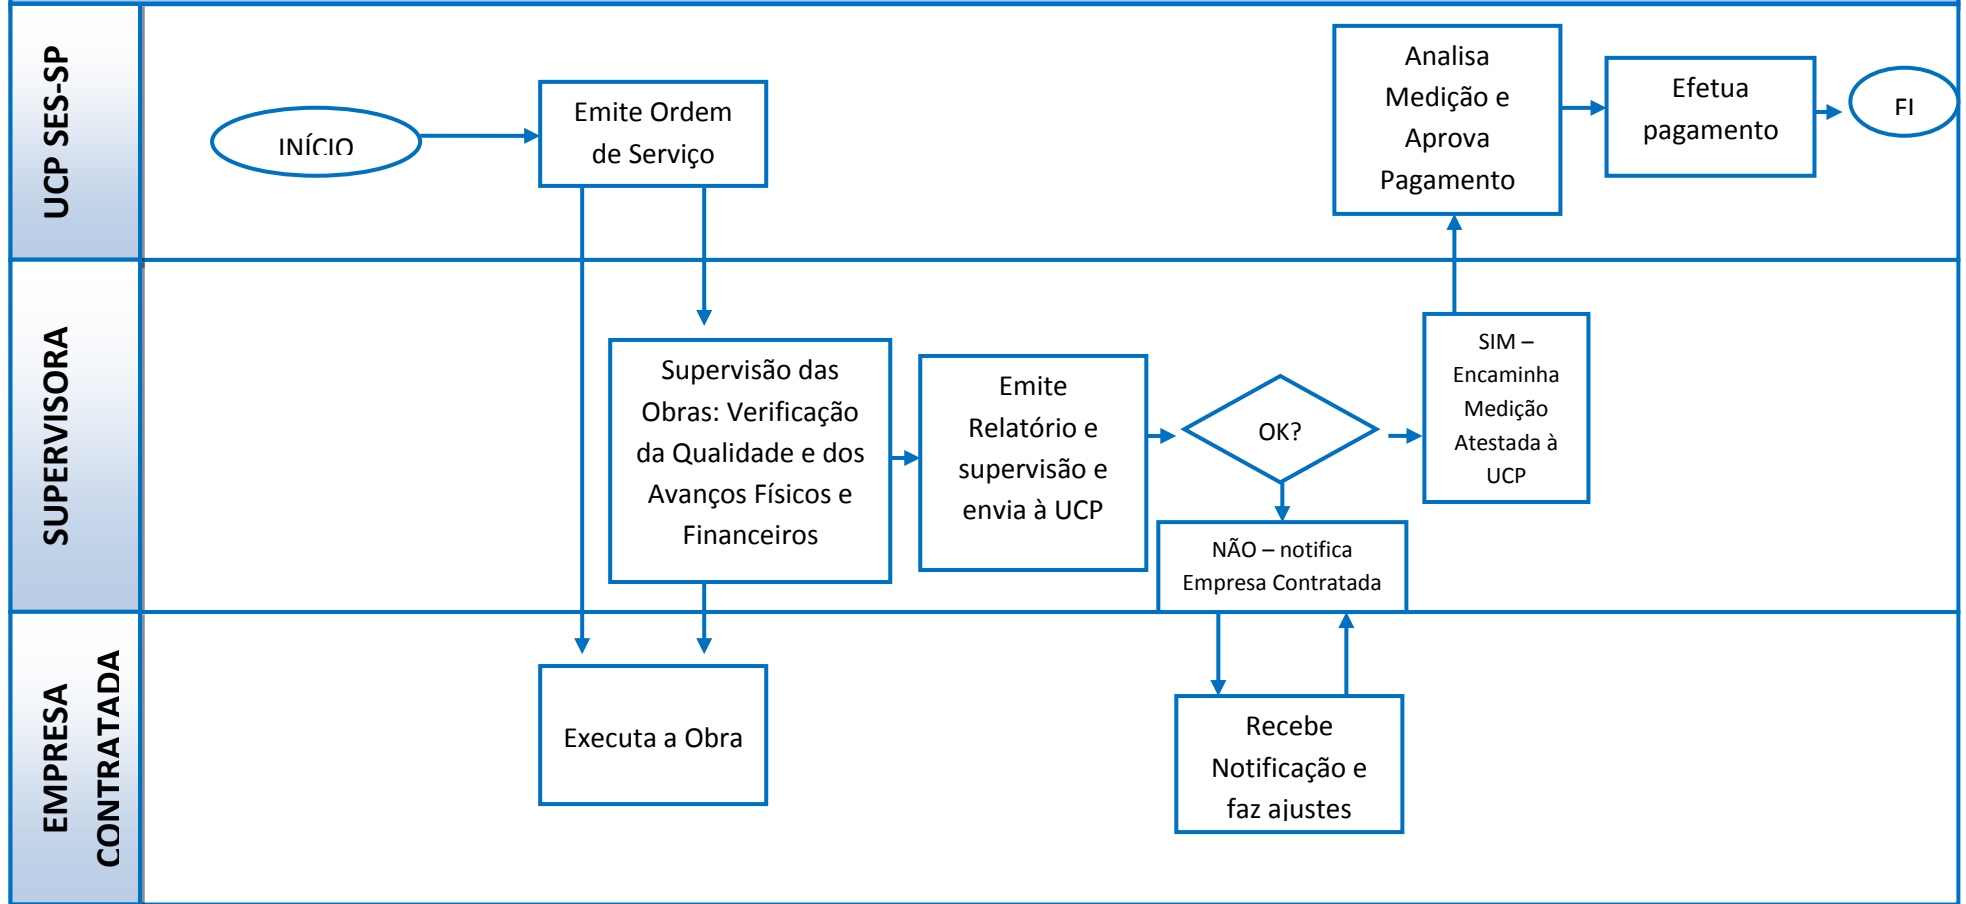 UCP SES-SP
INÍCIO
Emite Ordem
de Serviço
Analisa
Medição e
Aprova
Pagamento
Efetua
pagamento
FI
SUPERVISORA
Supervisão das
Obras: Verificação
da Qualidade e dos
Avanços Físicos e
Financeiros
Emite
Relatório e
supervisão e
envia à UCP
OK?
SIM –
Encaminha
Medição
Atestada à
UCP
NÃO – notifica
Empresa Contratada
EMPRESA
CONTRATADA
Executa a Obra
Recebe
Notificação e
faz ajustes